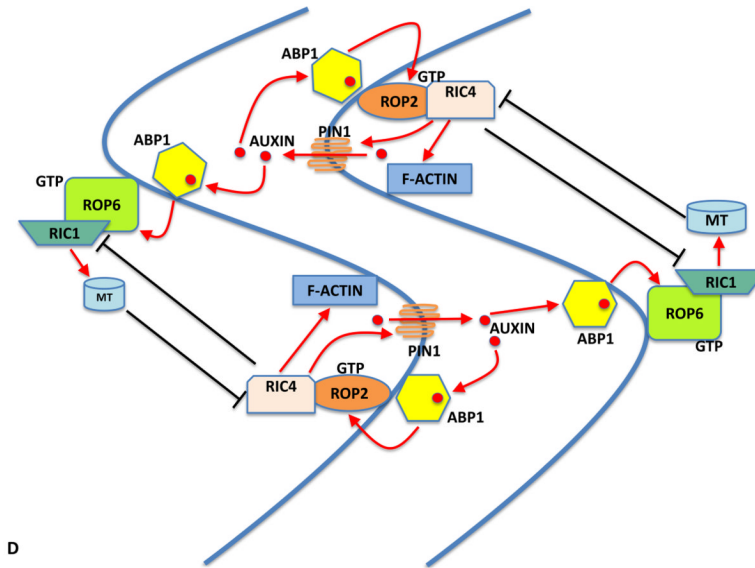 ABP1
GTP
ROP2
RIC4
ABP1
AUXIN
PIN1
F-ACTIN
GTP
ROP6
RIC1
MT
MT
RIC1
ROP6
GTP
F-ACTIN
AUXIN
PIN1
ABP1
GTP
RIC4
ROP2
ABP1
D